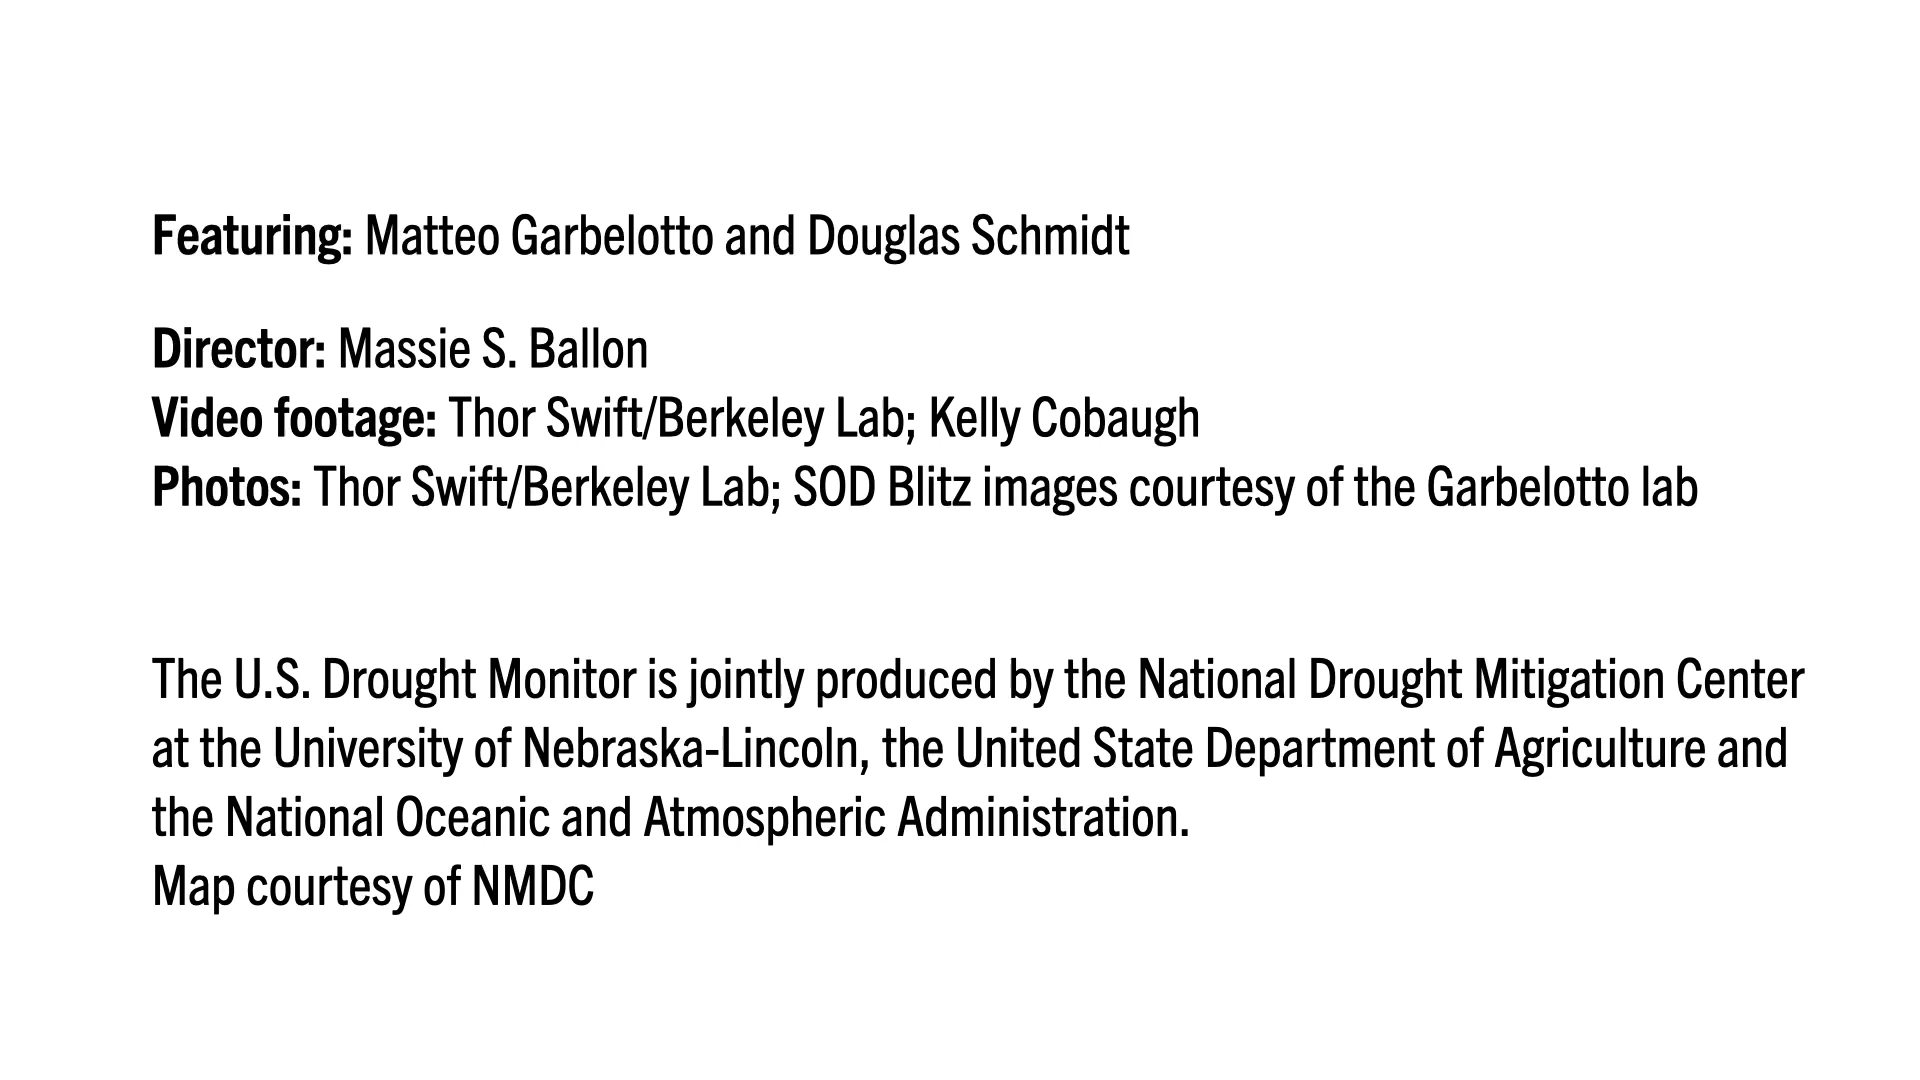 Featuring: Matteo Garbelotto and Douglas Schmidt
Director: Massie S. Ballon
Video footage: Thor Swift/Berkeley Lab; Kelly Cobaugh
Photos: Thor Swift/Berkeley Lab; SOD Blitz images courtesy of the Garbelotto lab
The U.S. Drought Monitor is jointly produced by the National Drought Mitigation Center
at the University of Nebraska-Lincoln, the United State Department of Agriculture and
the National Oceanic and Atmospheric Administration.
Map courtesy of NMDC